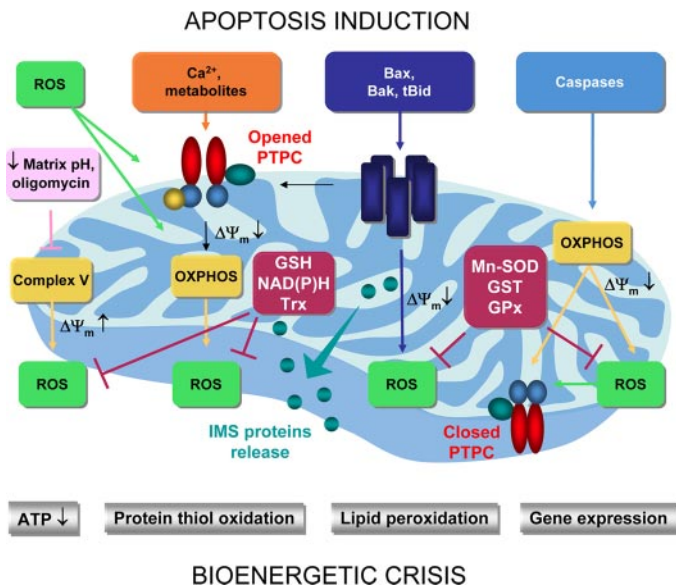 APOPTOSIS INDUCTION
ROS
Ca²⁺,
metabolites
Bax,
Bak, tBid
Caspases
Opened
PTPC
↓ Matrix pH,
oligomycin
ΔΨm↓
OXPHOS
Complex V
OXPHOS
GSH
NAD(P)H
Trx
Mn-SOD
GST
GPx
ΔΨm↓
ΔΨm↓
ΔΨm↑
ROS
ROS
ROS
ROS
IMS proteins
release
Closed
PTPC
ATP ↓
Protein thiol oxidation
Lipid peroxidation
Gene expression
BIOENERGETIC CRISIS